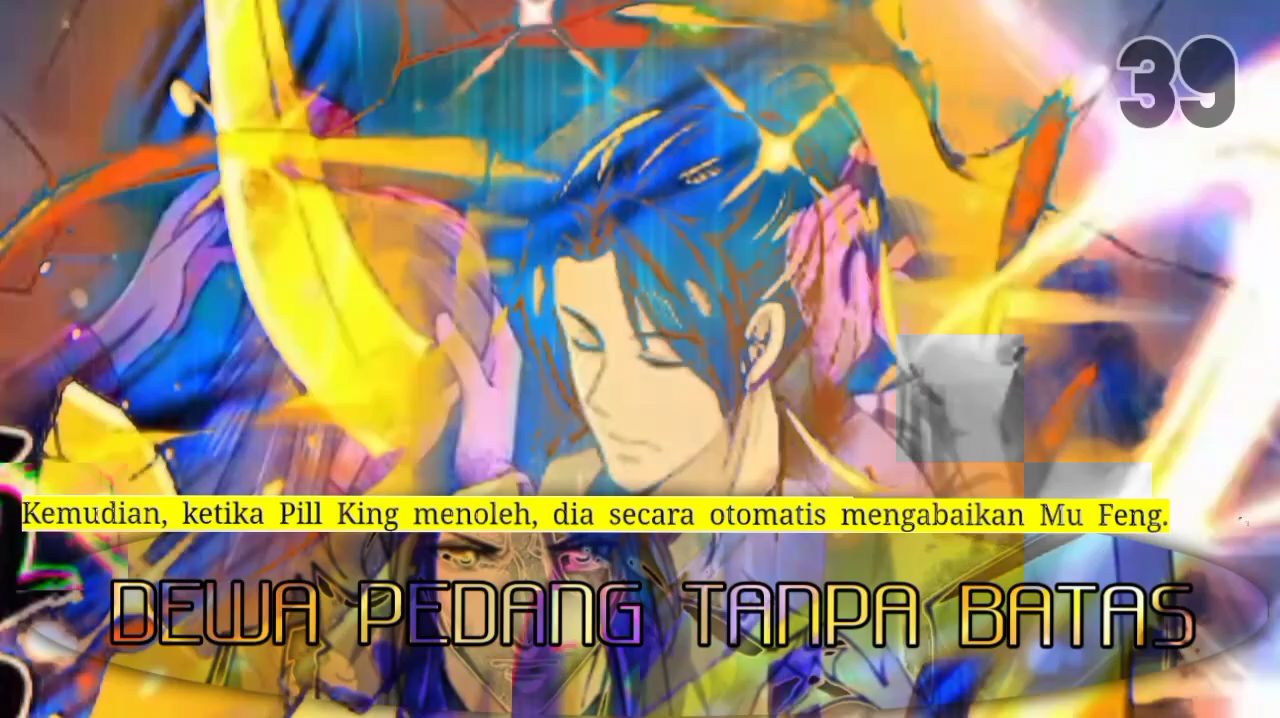 39
Kemudian, ketika Pill King menoleh, dia secara otomatis mengabaikan Mu Feng.
DEWA PEDANG TANPA BATAS